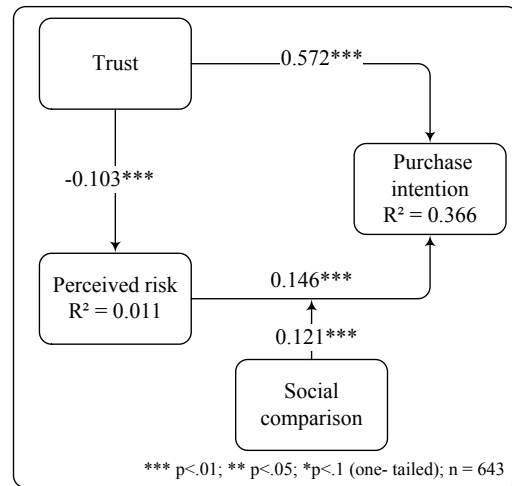 Trust
0.572***
Purchase
intention
R² = 0.366
-0.103***
Perceived risk
R² = 0.011
0.146***
0.121***
Social
comparison
*** p<.01; ** p<.05; *p<.1 (one- tailed); n = 643